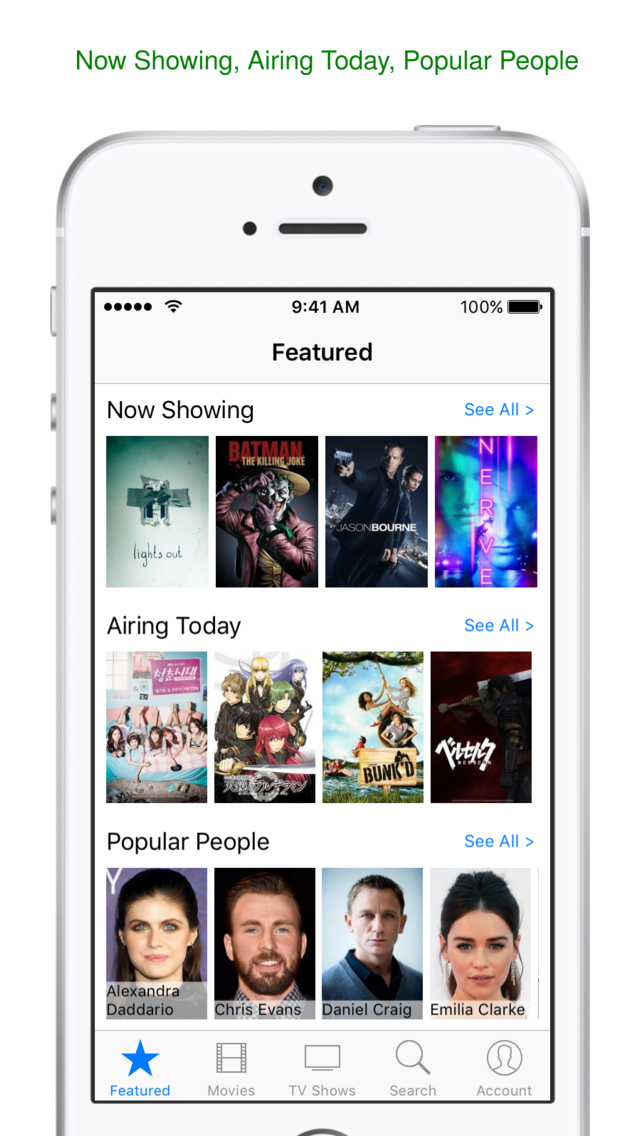 Now Showing, Airing Today, Popular People
9:41 AM
100%
Featured
Now Showing
See All >
lights out
BATMAN
THE KILLING JOKE
JASON BOURNE
NERVE
Airing Today
See All >
청춘시대
BUNK'D
ベルセルク
BERSERK
Popular People
See All >
Y
Alexandra
Daddario
Chris Evans
Daniel Craig
Emilia Clarke
Featured
Movies
TV Shows
Search
Account